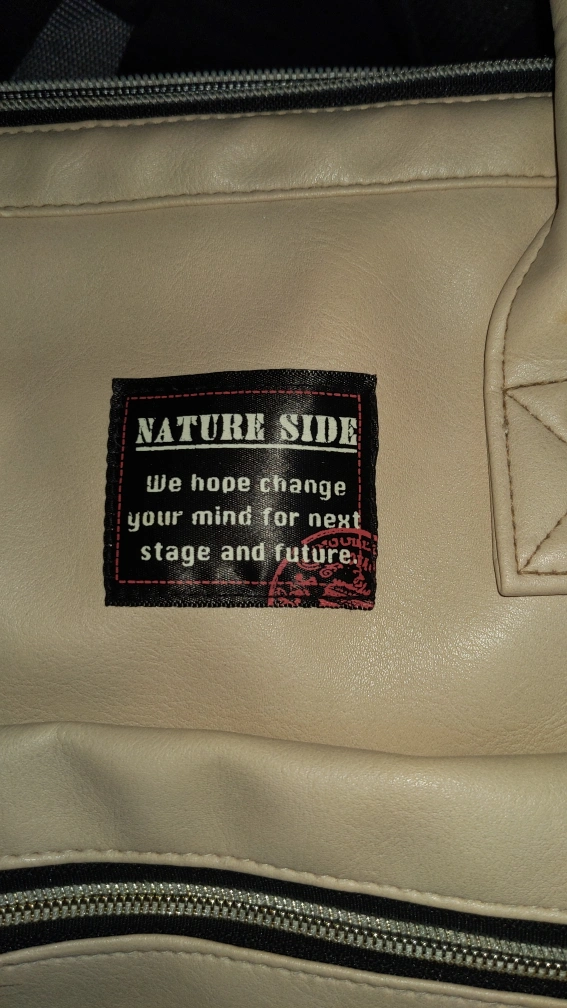 NATURE SIDE
We hope change
your mind for next
stage and future.